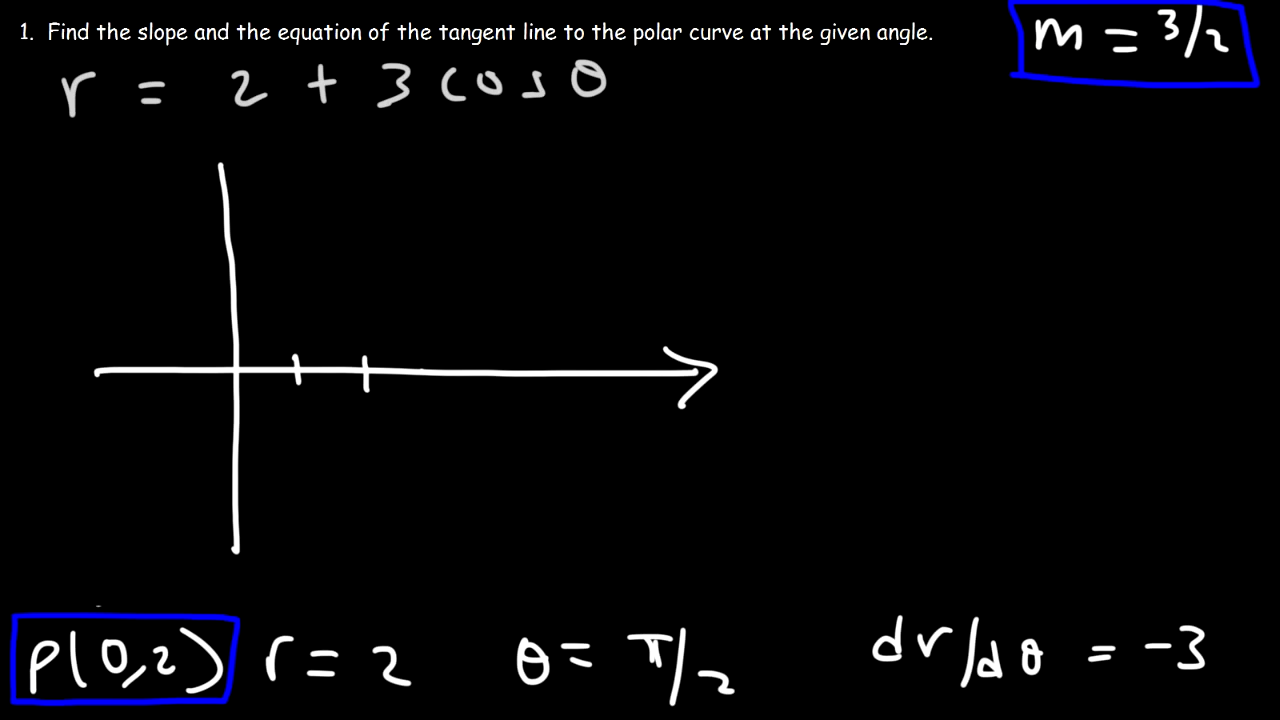 1. Find the slope and the equation of the tangent line to the polar curve at the given angle.
m = 3/2
r = 2 + 3 cos θ
P(0,2) r = 2 θ = π/2 dr/dθ = -3